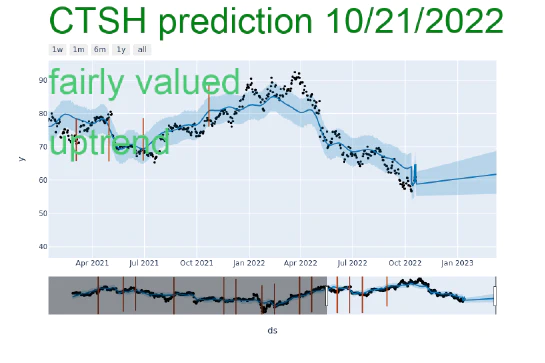 CTSH prediction 10/21/2022
1w 1m 6m 1y all
fairly valued
uptrend
90
80
70
60
50
40
y
Apr 2021 Jul 2021 Oct 2021 Jan 2022 Apr 2022 Jul 2022 Oct 2022 Jan 2023
ds